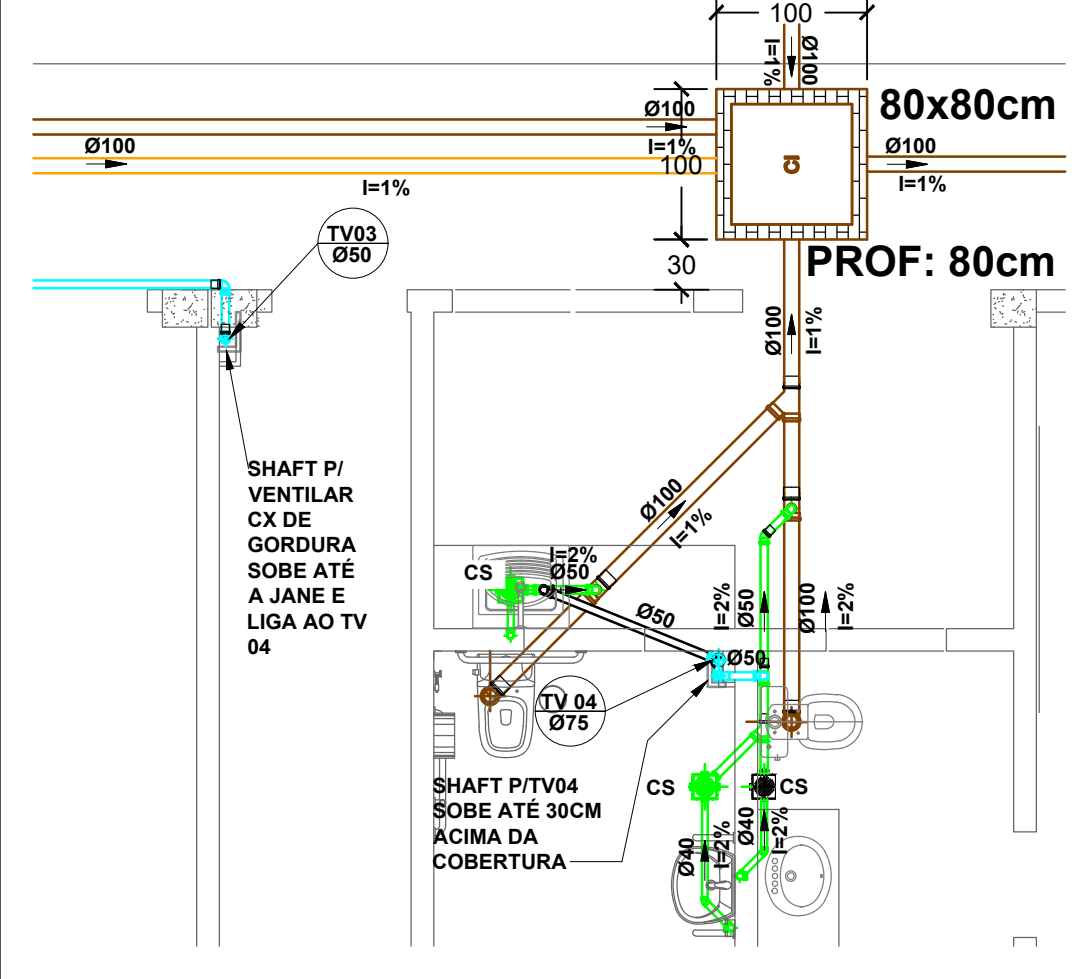 100
I=1%
Ø100
80x80cm
Ø100
I=1%
100
Ø100
I=1%
CI
Ø100
I=1%
TV03
Ø50
30
PROF: 80cm
Ø100
I=1%
SHAFT P/
VENTILAR
CX DE
GORDURA
SOBE ATÉ
A JANE E
LIGA AO TV
04
Ø100
I=1%
CS
I=2%
Ø50
Ø50
I=2%
Ø50
Ø100
I=2%
Ø50
TV 04
Ø75
SHAFT P/TV04
SOBE ATÉ 30CM
ACIMA DA
COBERTURA
CS
CS
Ø40
I=2%
Ø40
I=2%